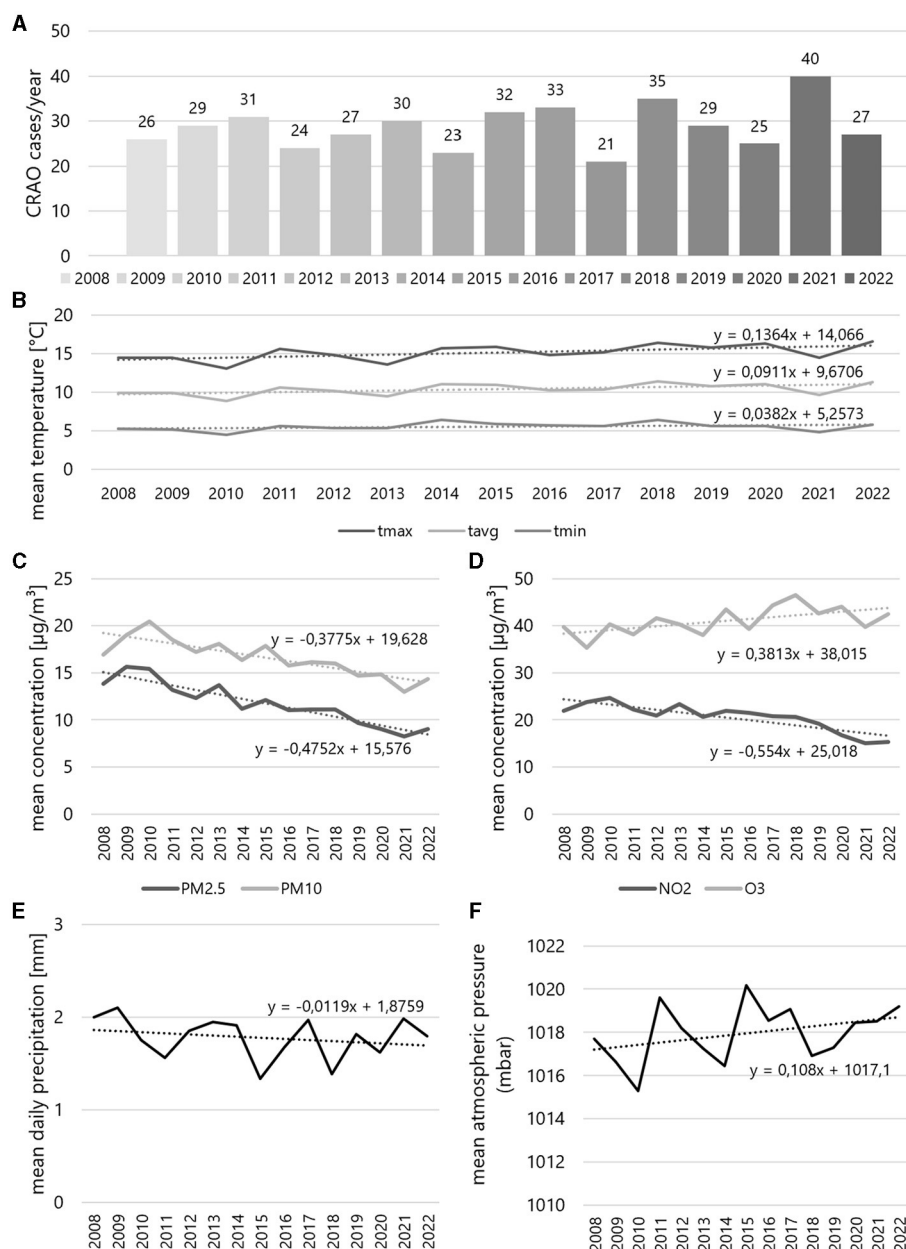 A
CRAO cases/year
50
40
30
20
10
0
26
29
31
24
27
30
23
32
33
21
35
29
25
40
27
2008 2009 2010 2011 2012 2013 2014 2015 2016 2017 2018 2019 2020 2021 2022
B
mean temperature [°C]
20
15
10
5
0
y = 0,1364x + 14,066
y = 0,0911x + 9,6706
y = 0,0382x + 5,2573
2008 2009 2010 2011 2012 2013 2014 2015 2016 2017 2018 2019 2020 2021 2022
tmax tavg tmin
C
mean concentration [µg/m³]
25
20
15
10
5
0
y = -0,3775x + 19,628
y = -0,4752x + 15,576
2008 2009 2010 2011 2012 2013 2014 2015 2016 2017 2018 2019 2020 2021 2022
PM2.5 PM10
D
mean concentration [µg/m³]
50
40
30
20
10
0
y = 0,3813x + 38,015
y = -0,554x + 25,018
2008 2009 2010 2011 2012 2013 2014 2015 2016 2017 2018 2019 2020 2021 2022
NO2 O3
E
mean daily precipitation [mm]
3
2
1
0
y = -0,0119x + 1,8759
2008 2009 2010 2011 2012 2013 2014 2015 2016 2017 2018 2019 2020 2021 2022
F
mean atmospheric pressure
(mbar)
1022
1020
1018
1016
1014
1012
1010
y = 0,108x + 1017,1
2008 2009 2010 2011 2012 2013 2014 2015 2016 2017 2018 2019 2020 2021 2022